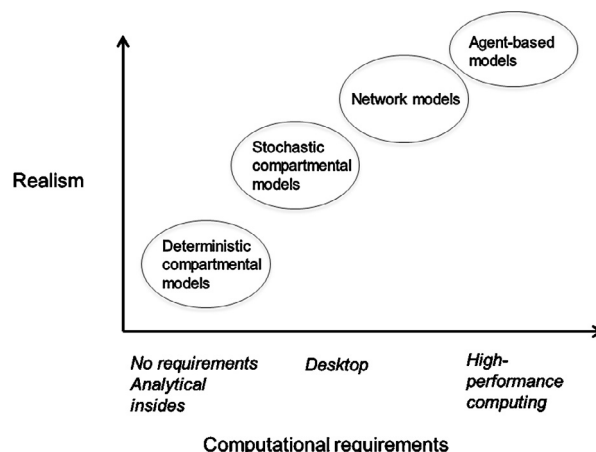 Agent-based
models
Network models
Stochastic
compartmental
models
Realism
Deterministic
compartmental
models
No requirements
Analytical
insides
Desktop
High-
performance
computing
Computational requirements